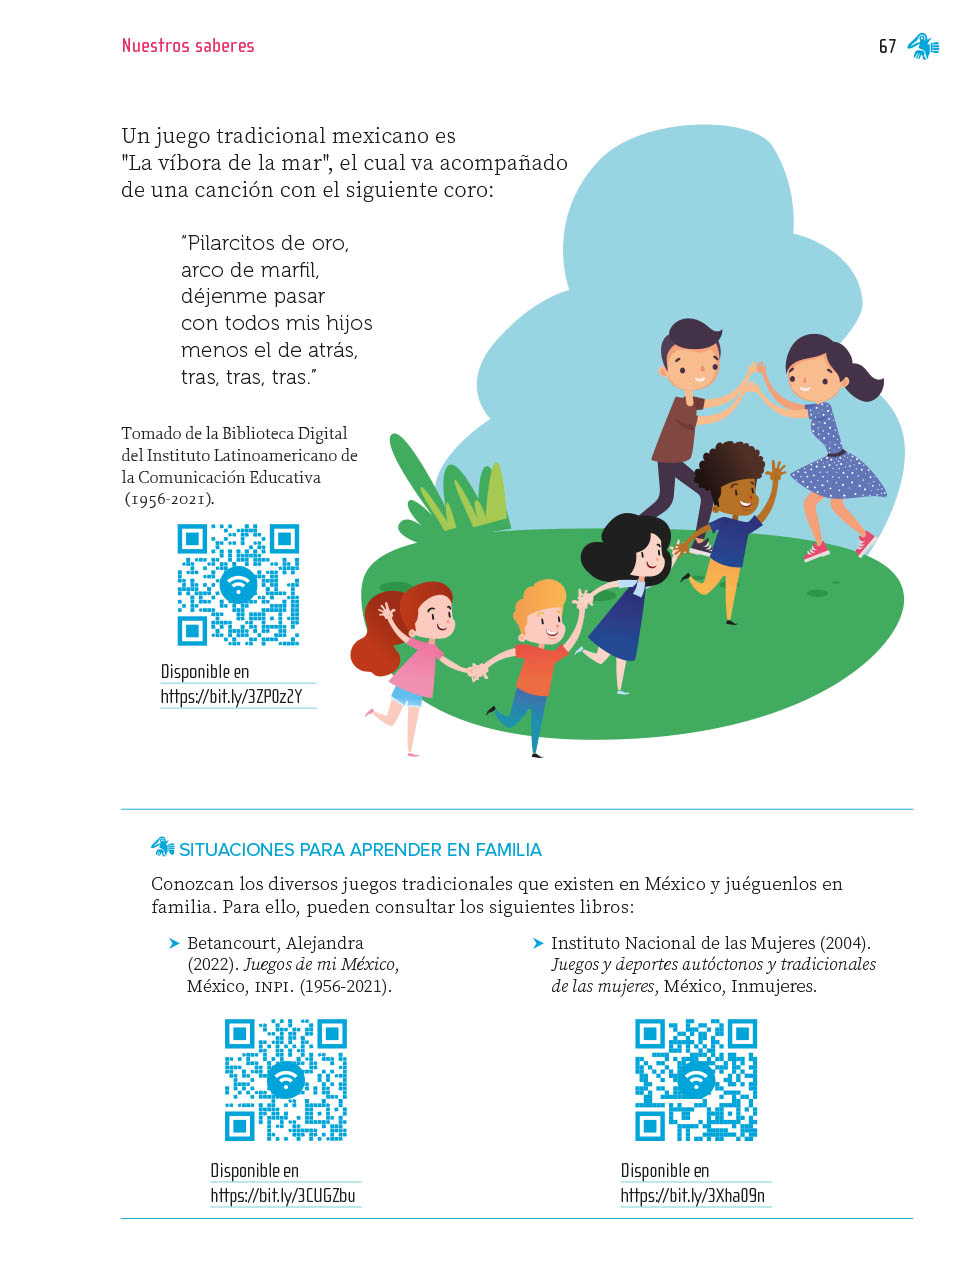 Nuestros saberes
67
Un juego tradicional mexicano es
"La víbora de la mar", el cual va acompañado
de una canción con el siguiente coro:
“Pilarcitos de oro,
arco de marfil,
déjenme pasar
con todos mis hijos
menos el de atrás,
tras, tras, tras.”
Tomado de la Biblioteca Digital
del Instituto Latinoamericano de
la Comunicación Educativa
(1956-2021).
Disponible en
https://bit.ly/3ZP0z2Y
SITUACIONES PARA APRENDER EN FAMILIA
Conozcan los diversos juegos tradicionales que existen en México y juéguenlos en
familia. Para ello, pueden consultar los siguientes libros:
Betancourt, Alejandra
(2022). Juegos de mi México,
México, INPI. (1956-2021).
Disponible en
https://bit.ly/3CUGZbu
Instituto Nacional de las Mujeres (2004).
Juegos y deportes autóctonos y tradicionales
de las mujeres, México, Inmujeres.
Disponible en
https://bit.ly/3XhaO9n